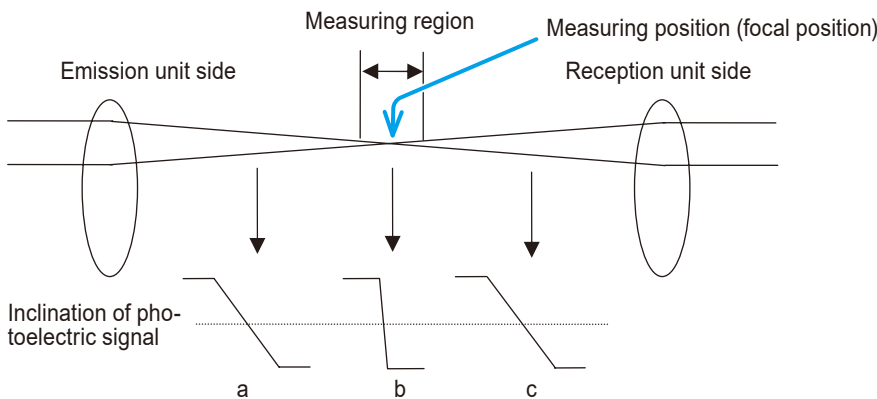 Measuring region
Measuring position (focal position)
Emission unit side
Reception unit side
Inclination of pho-
toelectric signal
a
b
c